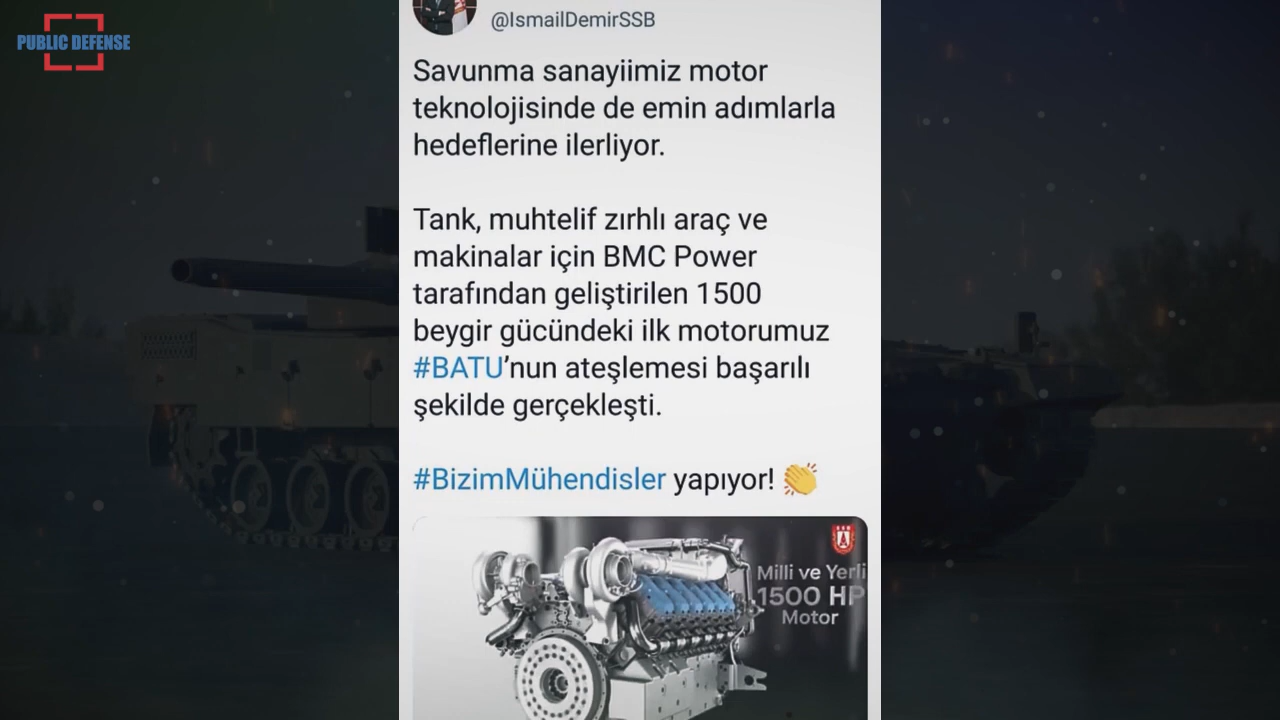 PUBLIC DEFENSE
@IsmailDemirSSB
Savunma sanayiimiz motor
teknolojisinde de emin adımlarla
hedeflerine ilerliyor.
Tank, muhtelif zırhlı araç ve
makinalar için BMC Power
tarafından geliştirilen 1500
beygir gücündeki ilk motorumuz
#BATU’nun ateşlemesi başarılı
şekilde gerçekleşti.
#BizimMühendisler yapıyor! 👏
Milli ve Yerli
1500 HP
Motor